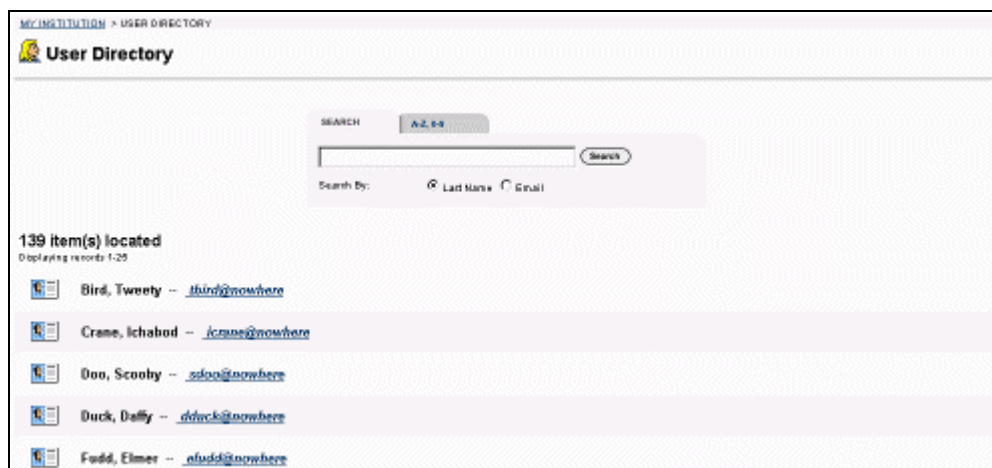 MY INSTITUTION > USER DIRECTORY
User Directory
SEARCH A-Z, 0-9
Search
Search By: Last Name Email
139 item(s) located
Displaying records 1-25
Bird, Tweety -- tbird@nowhere
Crane, Ichabod -- icrane@nowhere
Doo, Scooby -- sdoo@nowhere
Duck, Daffy -- dduck@nowhere
Fudd, Elmer -- efudd@nowhere